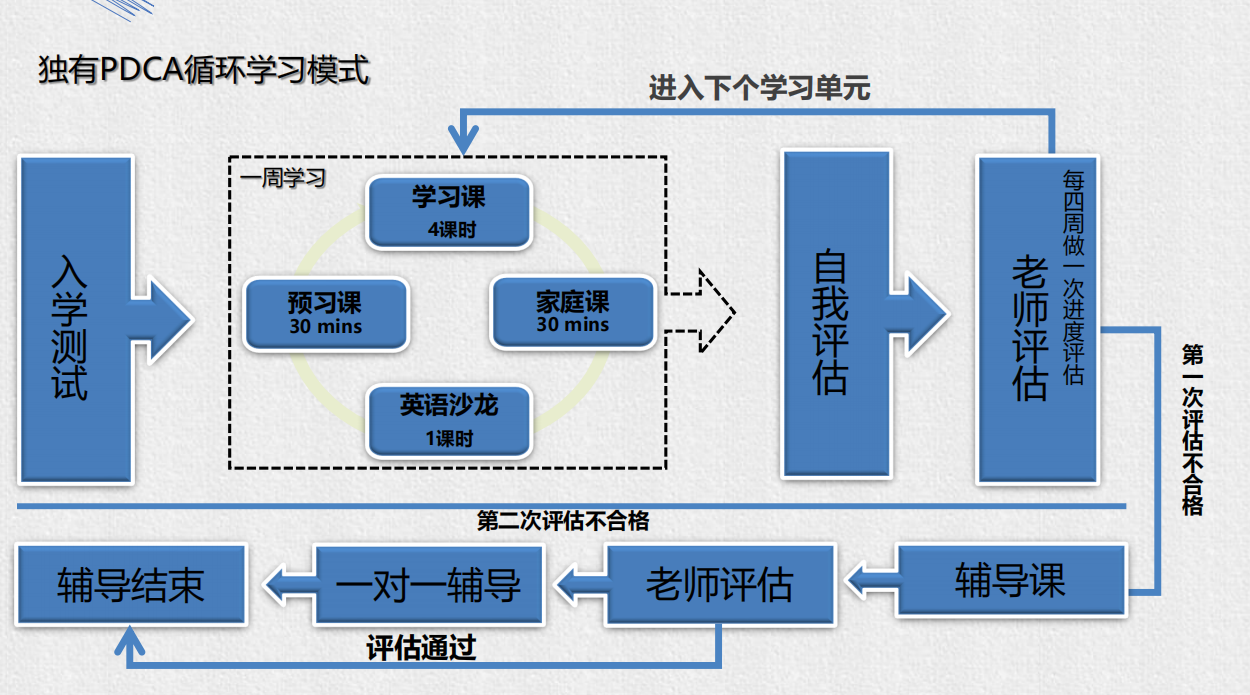 独有PDCA循环学习模式
进入下个学习单元
入学测试
一周学习
学习课
4课时
预习课
30 mins
家庭课
30 mins
英语沙龙
1课时
自我评估
老师评估
每四周做一次进度评估
第一次评估不合格
第二次评估不合格
辅导结束
一对一辅导
老师评估
辅导课
评估通过